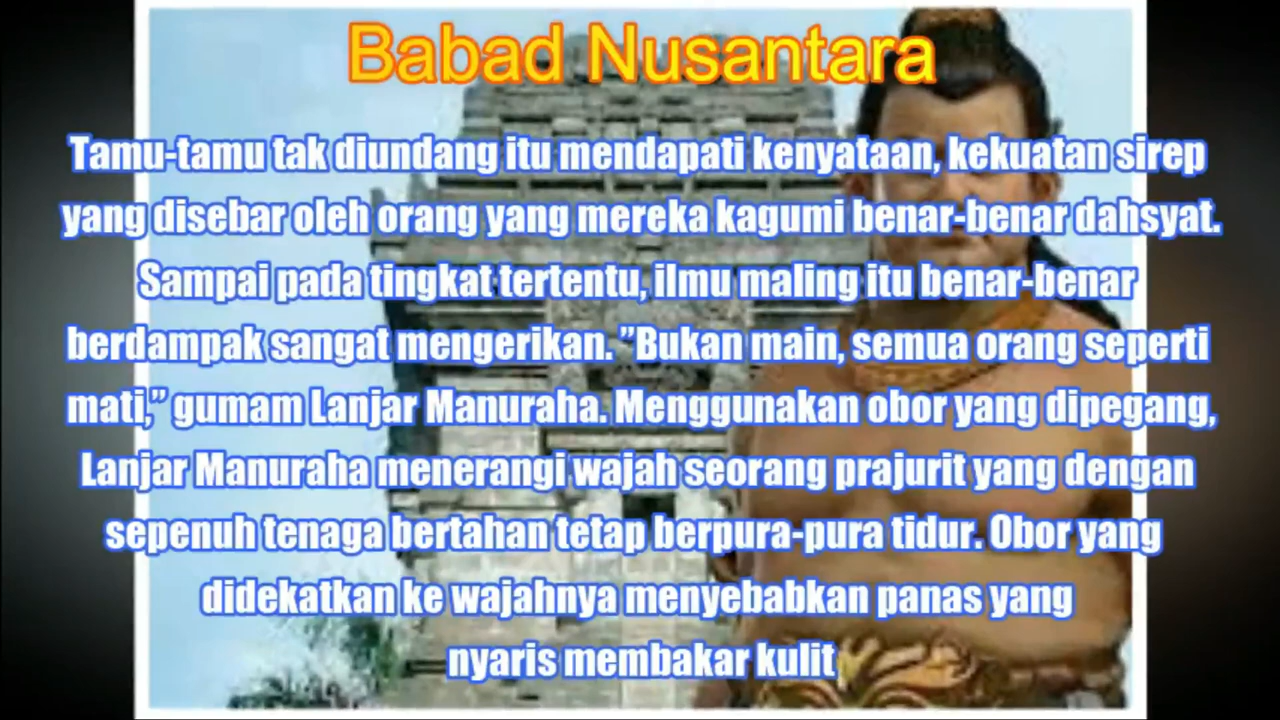 Babad Nusantara
Tamu-tamu tak diundang itu mendapati kenyataan, kekuatan sirep
yang disebar oleh orang yang mereka kagumi benar-benar dahsyat.
Sampai pada tingkat tertentu, ilmu maling itu benar-benar
berdampak sangat mengerikan. ”Bukan main, semua orang seperti
mati,” gumam Lanjar Manuraha. Menggunakan obor yang dipegang,
Lanjar Manuraha menerangi wajah seorang prajurit yang dengan
sepenuh tenaga bertahan tetap berpura-pura tidur. Obor yang
didekatkan ke wajahnya menyebabkan panas yang
nyaris membakar kulit